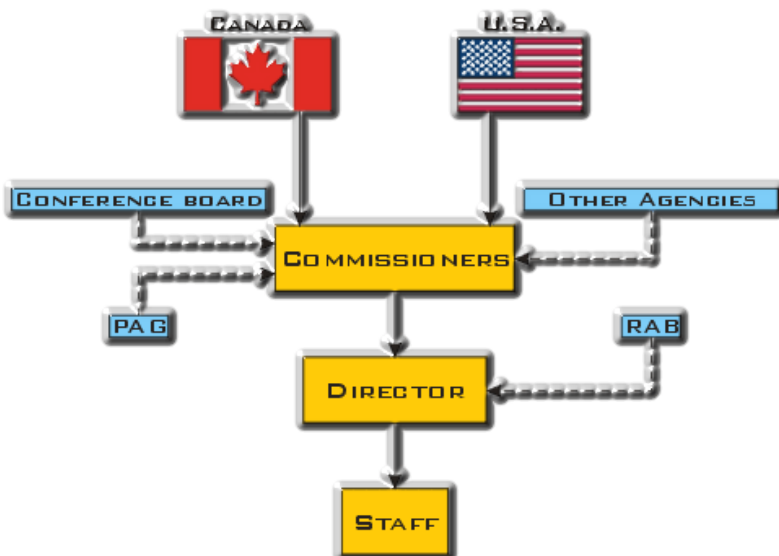 CANADA
U.S.A.
CONFERENCE BOARD
OTHER AGENCIES
COMMISSIONERS
PAG
RAB
DIRECTOR
STAFF